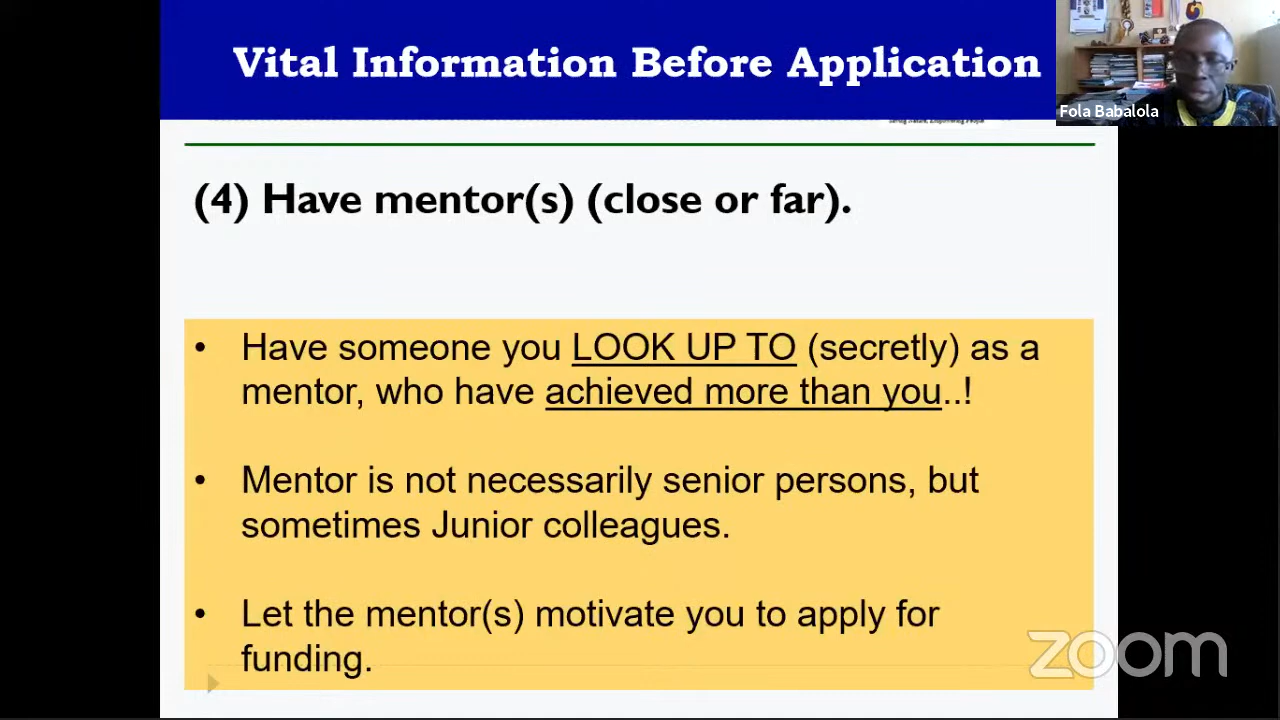 Vital Information Before Application
Fola Babalola
(4) Have mentor(s) (close or far).
• Have someone you LOOK UP TO (secretly) as a
mentor, who have achieved more than you..!
• Mentor is not necessarily senior persons, but
sometimes Junior colleagues.
• Let the mentor(s) motivate you to apply for
funding.
zoom